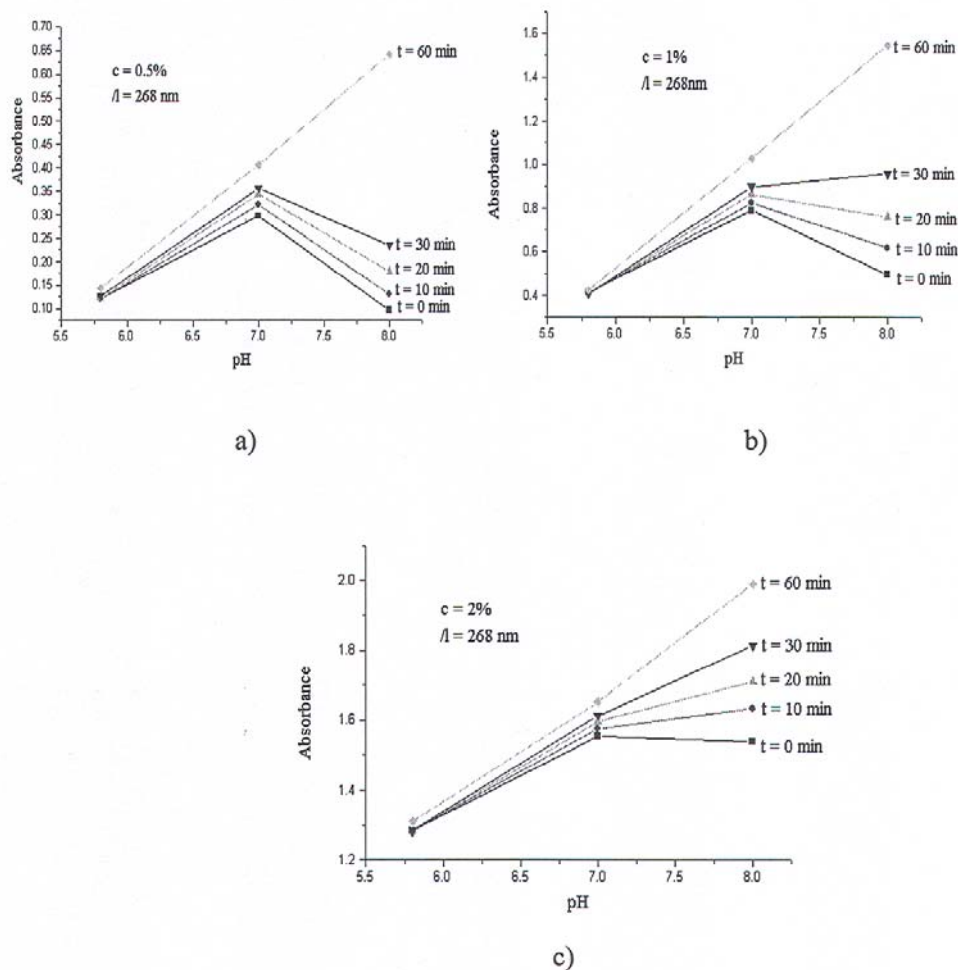 Absorbance
0.70
0.65
0.60
0.55
0.50
0.45
0.40
0.35
0.30
0.25
0.20
0.15
0.10
c = 0.5%
/l = 268 nm
t = 60 min
t = 30 min
t = 20 min
t = 10 min
t = 0 min
5.5 6.0 6.5 7.0 7.5 8.0
pH
a)
Absorbance
1.6
1.4
1.2
1.0
0.8
0.6
0.4
c = 1%
/l = 268nm
t = 60 min
t = 30 min
t = 20 min
t = 10 min
t = 0 min
5.5 6.0 6.5 7.0 7.5 8.0
pH
b)
Absorbance
2.0
1.8
1.6
1.4
1.2
c = 2%
/l = 268 nm
t = 60 min
t = 30 min
t = 20 min
t = 10 min
t = 0 min
5.5 6.0 6.5 7.0 7.5 8.0
pH
c)